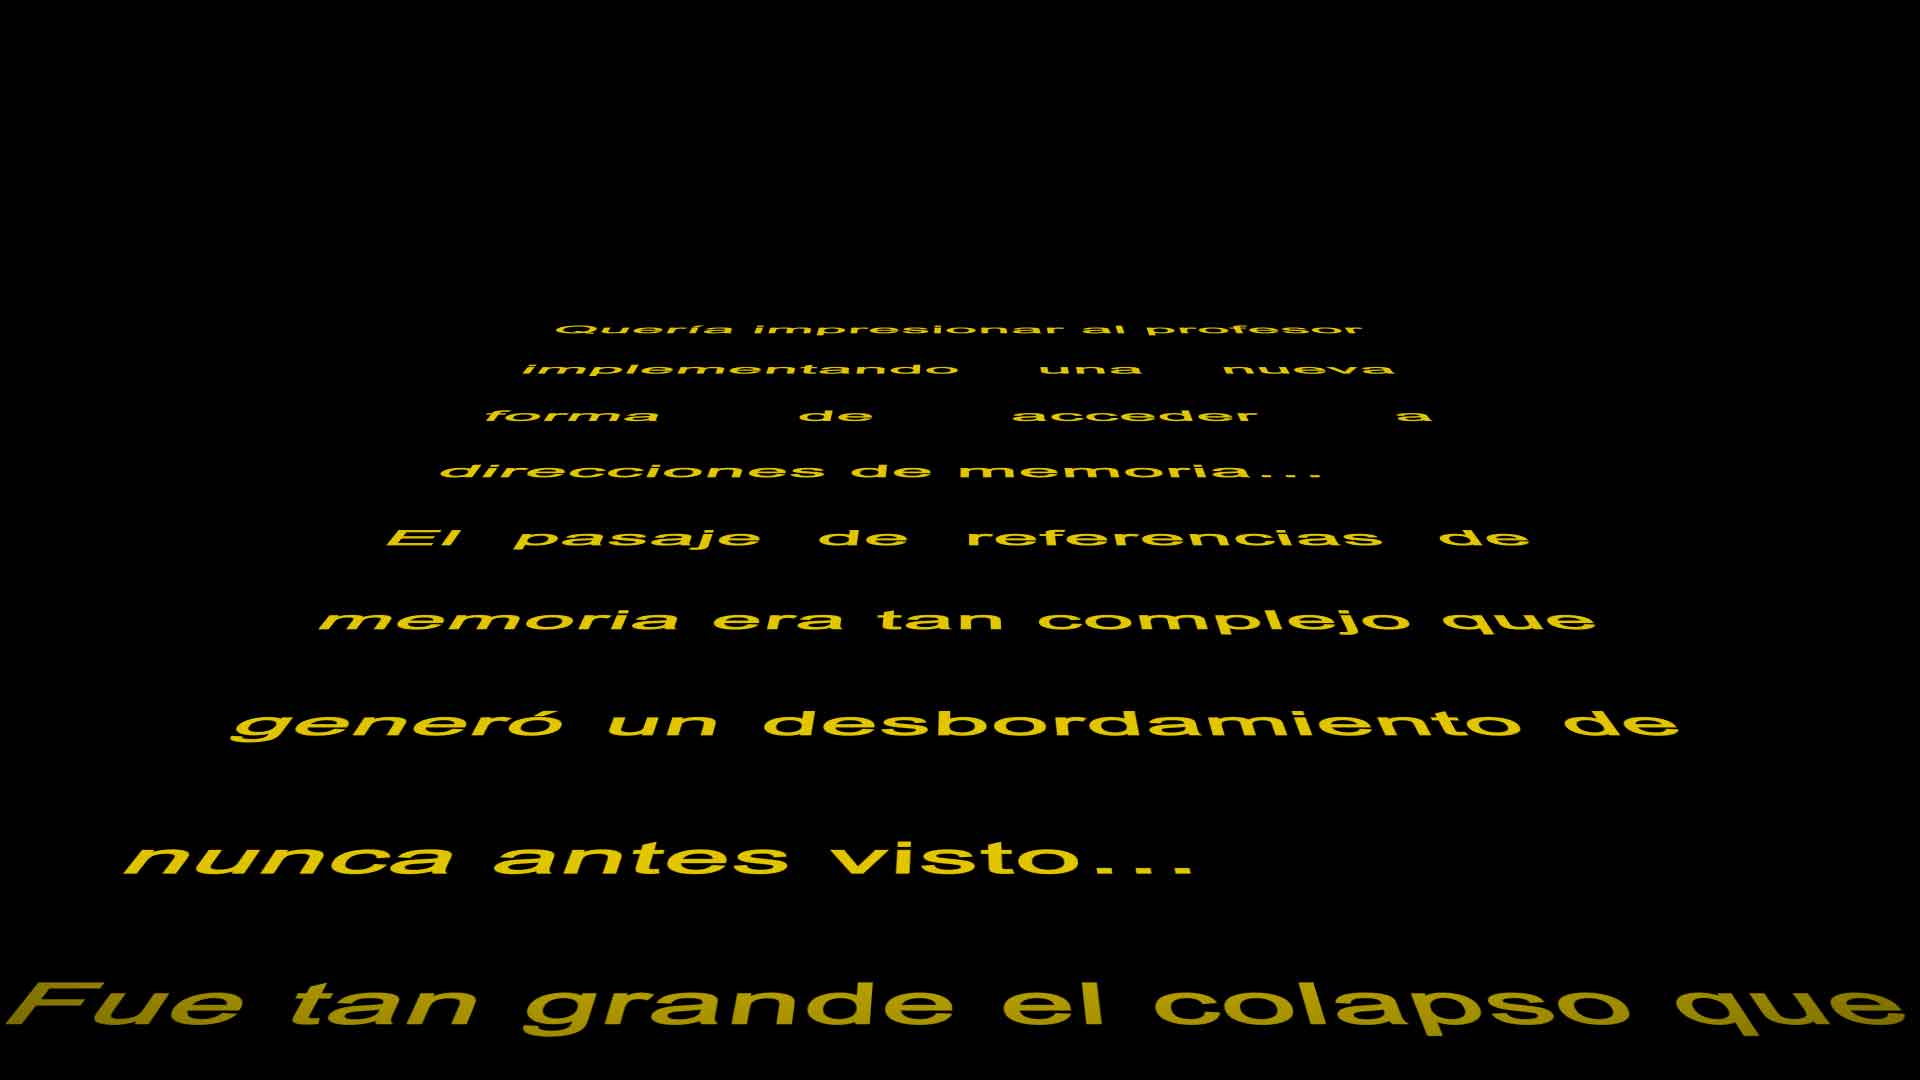 Quería impresionar al profesor
implementando una nueva
forma de acceder a
direcciones de memoria...
El pasaje de referencias de
memoria era tan complejo que
generó un desbordamiento de
nunca antes visto...
Fue tan grande el colapso que